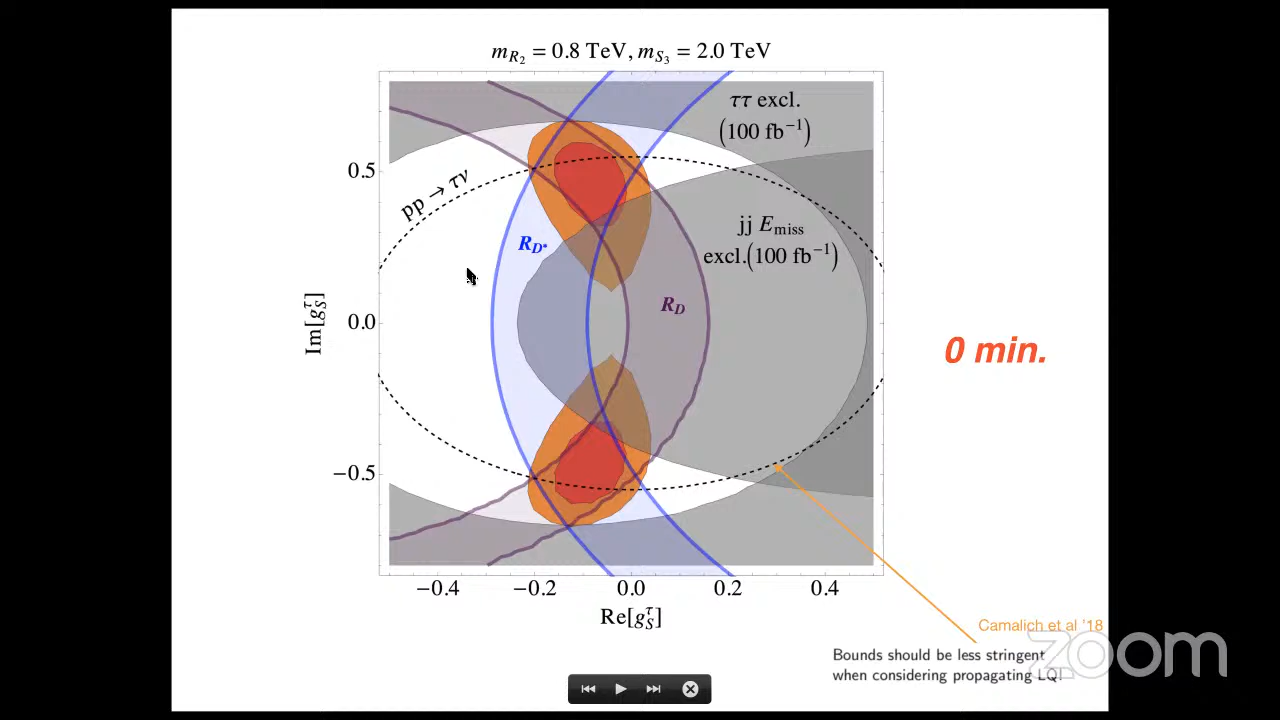 m_{R_2} = 0.8 TeV, m_{S_3} = 2.0 TeV
ττ excl.
(100 fb⁻¹)
pp → τν
0.5
jj E_miss
excl.(100 fb⁻¹)
R_{D*}
R_D
Im[g_S^τ]
0.0
0 min.
−0.5
−0.4
−0.2
0.0
0.2
0.4
Re[g_S^τ]
Camalich et al '18
Bounds should be less stringent
when considering propagating LQ!
zoom